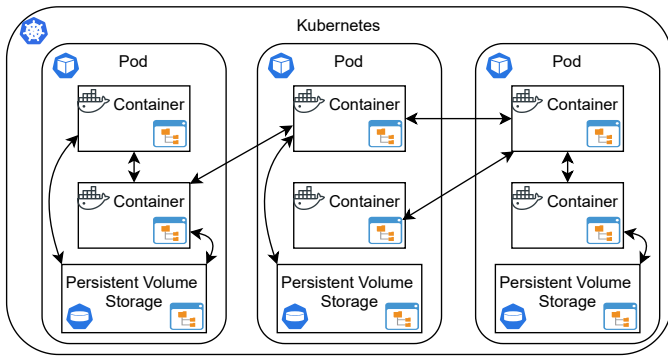 Kubernetes
Pod
Container
Container
Persistent Volume
Storage
Pod
Container
Container
Persistent Volume
Storage
Pod
Container
Container
Persistent Volume
Storage